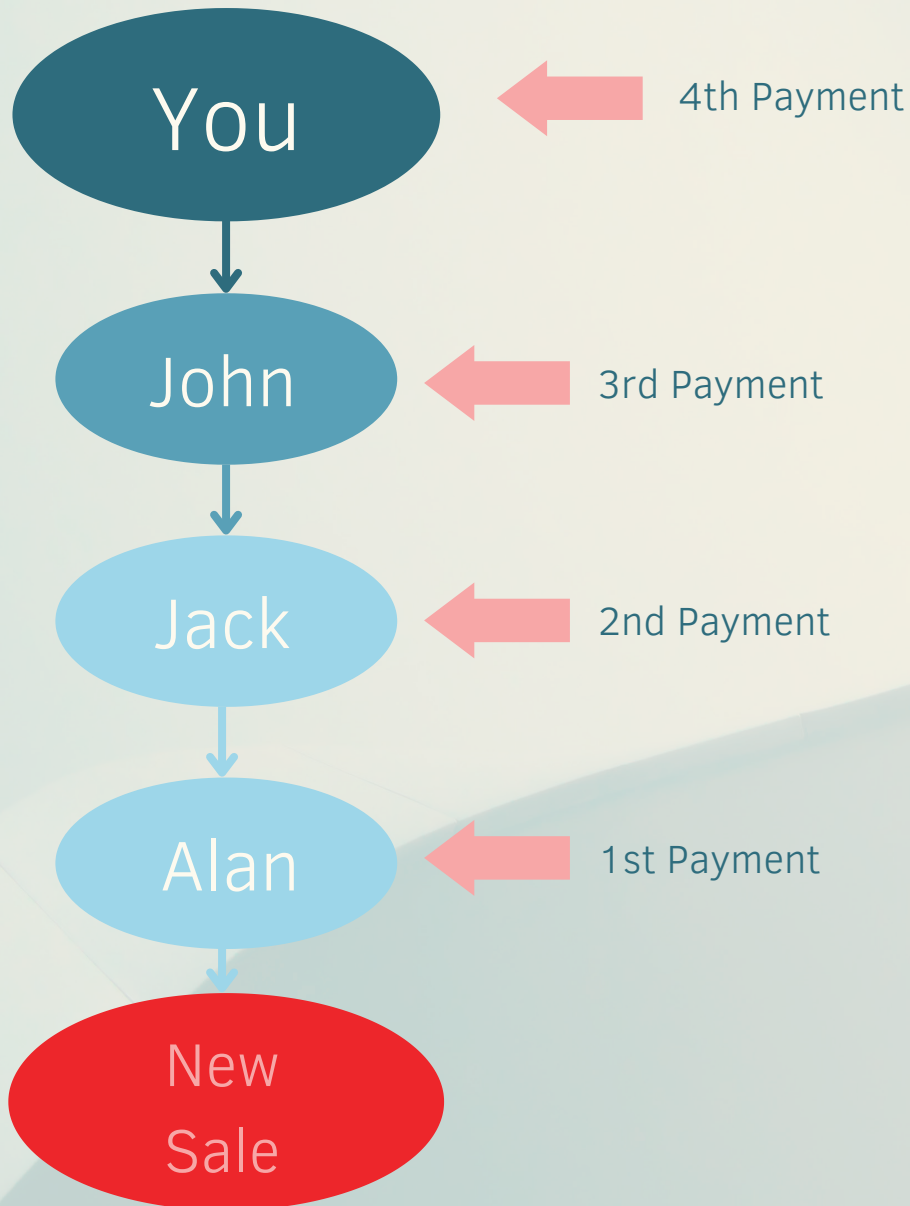 You
4th Payment
John
3rd Payment
Jack
2nd Payment
Alan
1st Payment
New
Sale